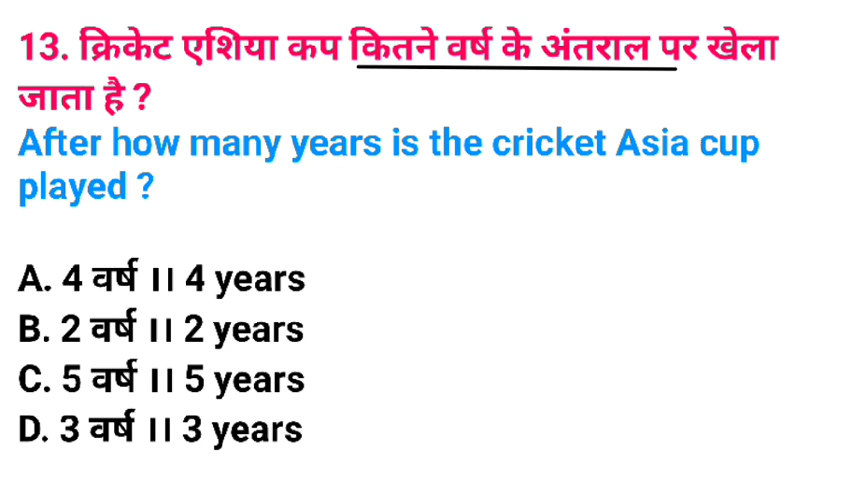 13. क्रिकेट एशिया कप कितने वर्ष के अंतराल पर खेला
जाता है ?
After how many years is the cricket Asia cup
played ?
A. 4 वर्ष ।। 4 years
B. 2 वर्ष ।। 2 years
C. 5 वर्ष ।। 5 years
D. 3 वर्ष ।। 3 years